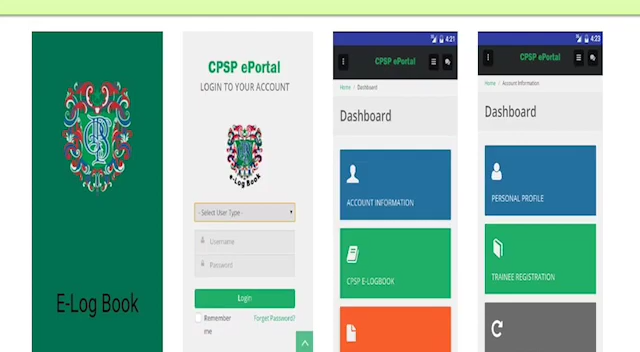 E-Log Book
CPSP ePortal
LOGIN TO YOUR ACCOUNT
e-Log Book
- Select User Type -
Username
Password
Login
Remember me
Forget Password?
4:21
CPSP ePortal
Home / Dashboard
Dashboard
ACCOUNT INFORMATION
CPSP E-LOGBOOK
4:23
CPSP ePortal
Home / Account Information
Dashboard
PERSONAL PROFILE
TRAINEE REGISTRATION